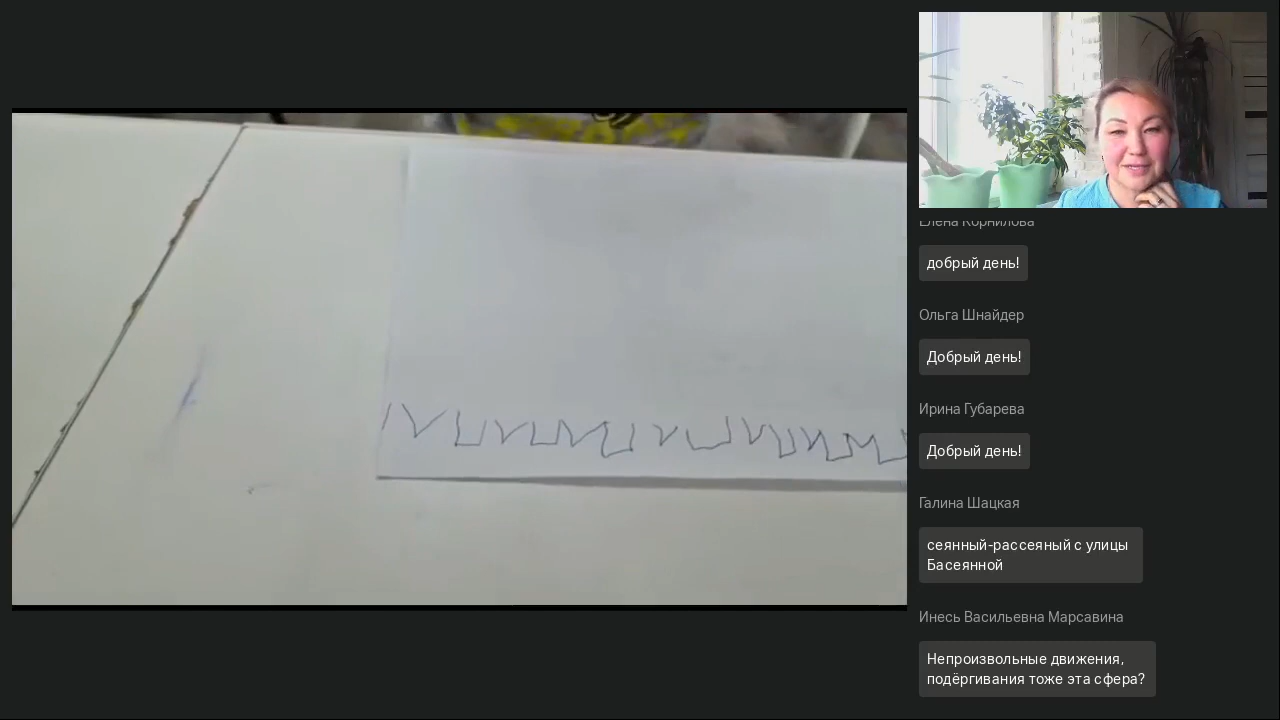 Елена Корнилова
добрый день!
Ольга Шнайдер
Добрый день!
Ирина Губарева
Добрый день!
Галина Шацкая
сеянный-рассеяный с улицы
Басеянной
Инесь Васильевна Марсавина
Непроизвольные движения,
подёргивания тоже эта сфера?